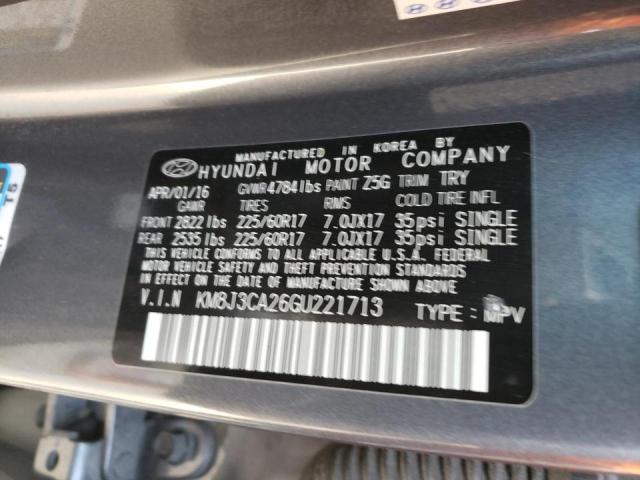 MANUFACTURED IN KOREA BY
HYUNDAI MOTOR COMPANY
APR/01/16 GVWR 4784 lbs PAINT Z5G TRIM TRY
GAWR TIRES RIMS COLD TIRE INFL
FRONT 2822 lbs 225/60R17 7.0JX17 35psi SINGLE
REAR 2535 lbs 225/60R17 7.0JX17 35psi SINGLE
THIS VEHICLE CONFORMS TO ALL APPLICABLE U.S.A. FEDERAL
MOTOR VEHICLE SAFETY AND THEFT PREVENTION STANDARDS
IN EFFECT ON THE DATE OF MANUFACTURE SHOWN ABOVE
V.I.N KM8J3CA26GU221713 TYPE : MPV